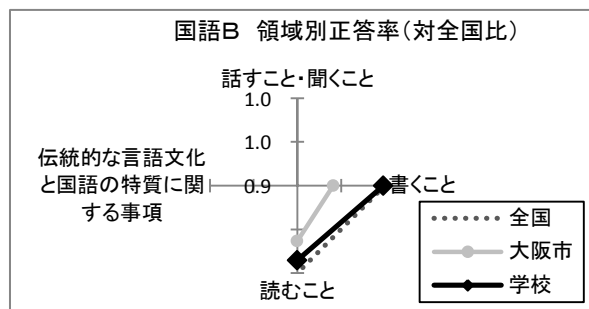 国語B 領域別正答率(対全国比)
話すこと・聞くこと
1.0
1.0
0.9
伝統的な言語文化
と国語の特質に関
する事項
書くこと
読むこと
全国
大阪市
学校